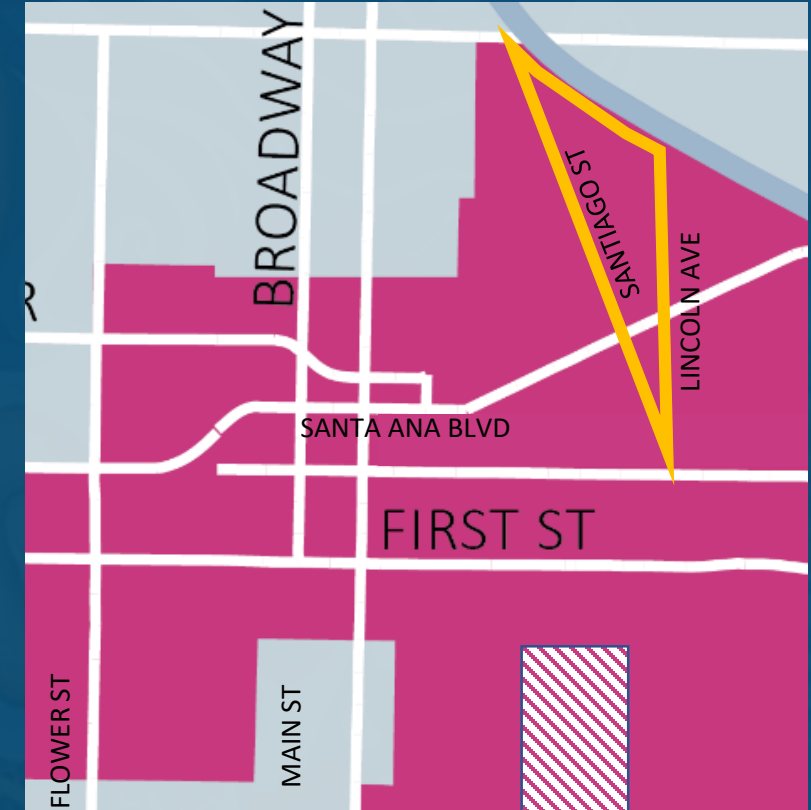 BROADWAY
SANTIAGO ST
LINCOLN AVE
R
SANTA ANA BLVD
FIRST ST
FLOWER ST
MAIN ST